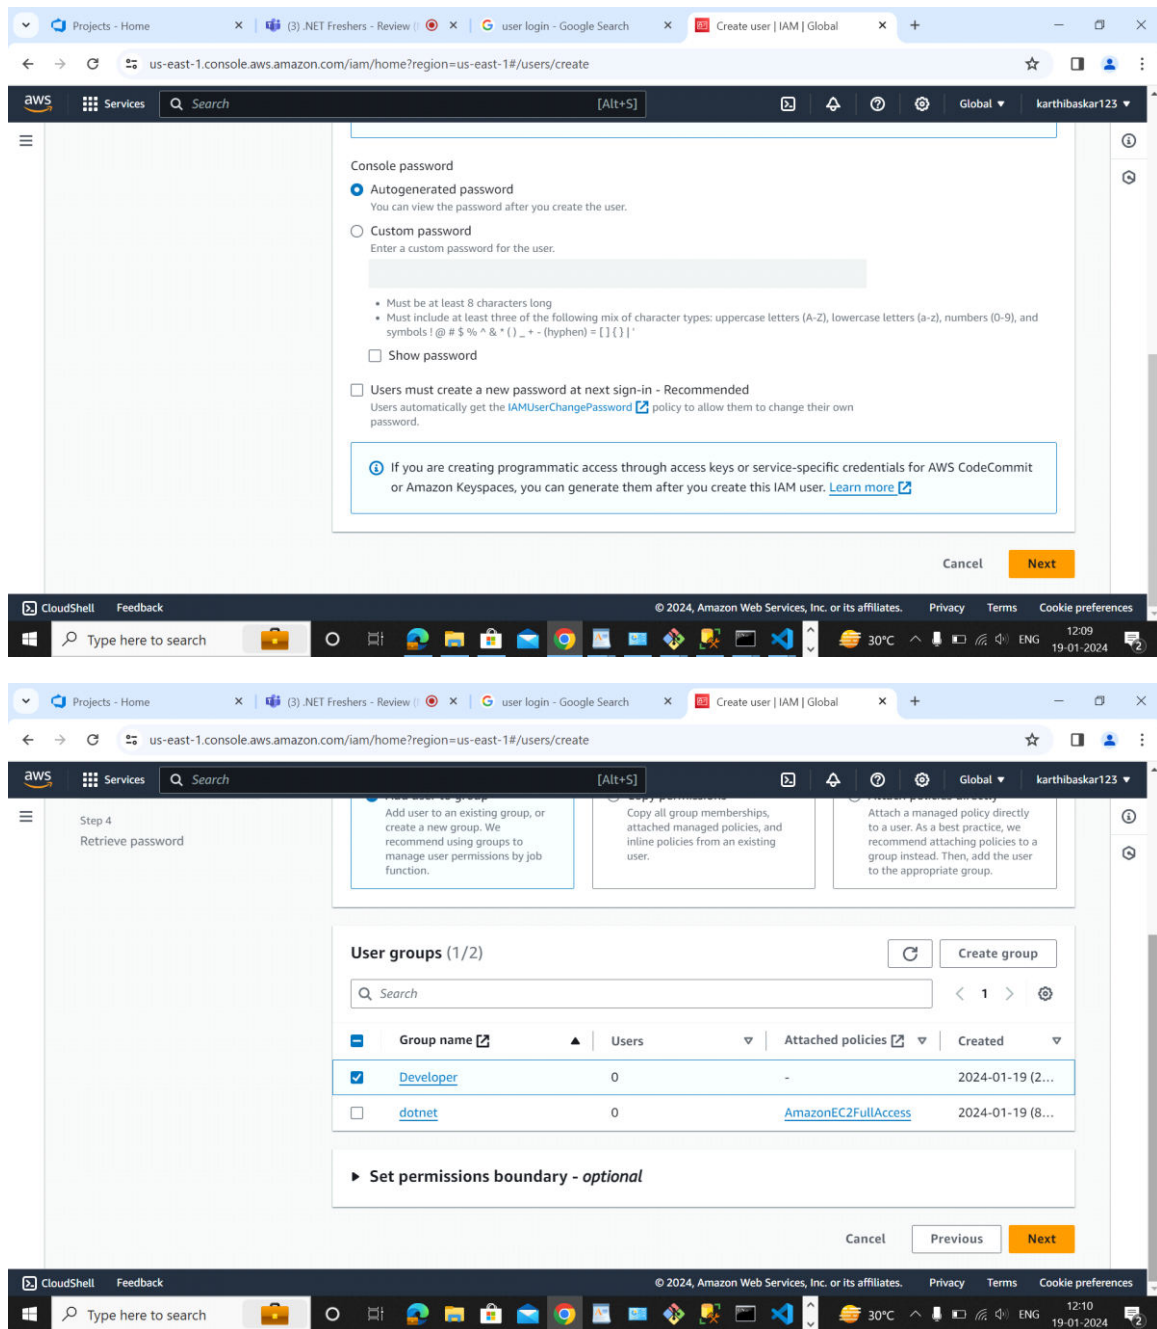 Projects - Home
(3) .NET Freshers - Review (
user login - Google Search
Create user | IAM | Global
us-east-1.console.aws.amazon.com/iam/home?region=us-east-1#/users/create
aws
Services
Search
[Alt+S]
Global
karthibaskar123
Console password
Autogenerated password
You can view the password after you create the user.
Custom password
Enter a custom password for the user.
• Must be at least 8 characters long
• Must include at least three of the following mix of character types: uppercase letters (A-Z), lowercase letters (a-z), numbers (0-9), and
symbols ! @ # $ % ^ & * ( ) _ + - (hyphen) = [ ] { } | '
Show password
Users must create a new password at next sign-in - Recommended
Users automatically get the IAMUserChangePassword policy to allow them to change their own
password.
If you are creating programmatic access through access keys or service-specific credentials for AWS CodeCommit
or Amazon Keyspaces, you can generate them after you create this IAM user. Learn more
Cancel
Next
CloudShell
Feedback
© 2024, Amazon Web Services, Inc. or its affiliates.
Privacy
Terms
Cookie preferences
Type here to search
30°C
ENG
12:09
19-01-2024
2
Projects - Home
(3) .NET Freshers - Review (
user login - Google Search
Create user | IAM | Global
us-east-1.console.aws.amazon.com/iam/home?region=us-east-1#/users/create
aws
Services
Search
[Alt+S]
Global
karthibaskar123
Step 4
Retrieve password
Add user to group
Add user to an existing group, or
create a new group. We
recommend using groups to
manage user permissions by job
function.
Copy permissions
Copy all group memberships,
attached managed policies, and
inline policies from an existing
user.
Attach policies directly
Attach a managed policy directly
to a user. As a best practice, we
recommend attaching policies to a
group instead. Then, add the user
to the appropriate group.
User groups (1/2)
Create group
Search
1
Group name
Users
Attached policies
Created
Developer
0
-
2024-01-19 (2...
dotnet
0
AmazonEC2FullAccess
2024-01-19 (8...
Set permissions boundary - optional
Cancel
Previous
Next
CloudShell
Feedback
© 2024, Amazon Web Services, Inc. or its affiliates.
Privacy
Terms
Cookie preferences
Type here to search
30°C
ENG
12:10
19-01-2024
2